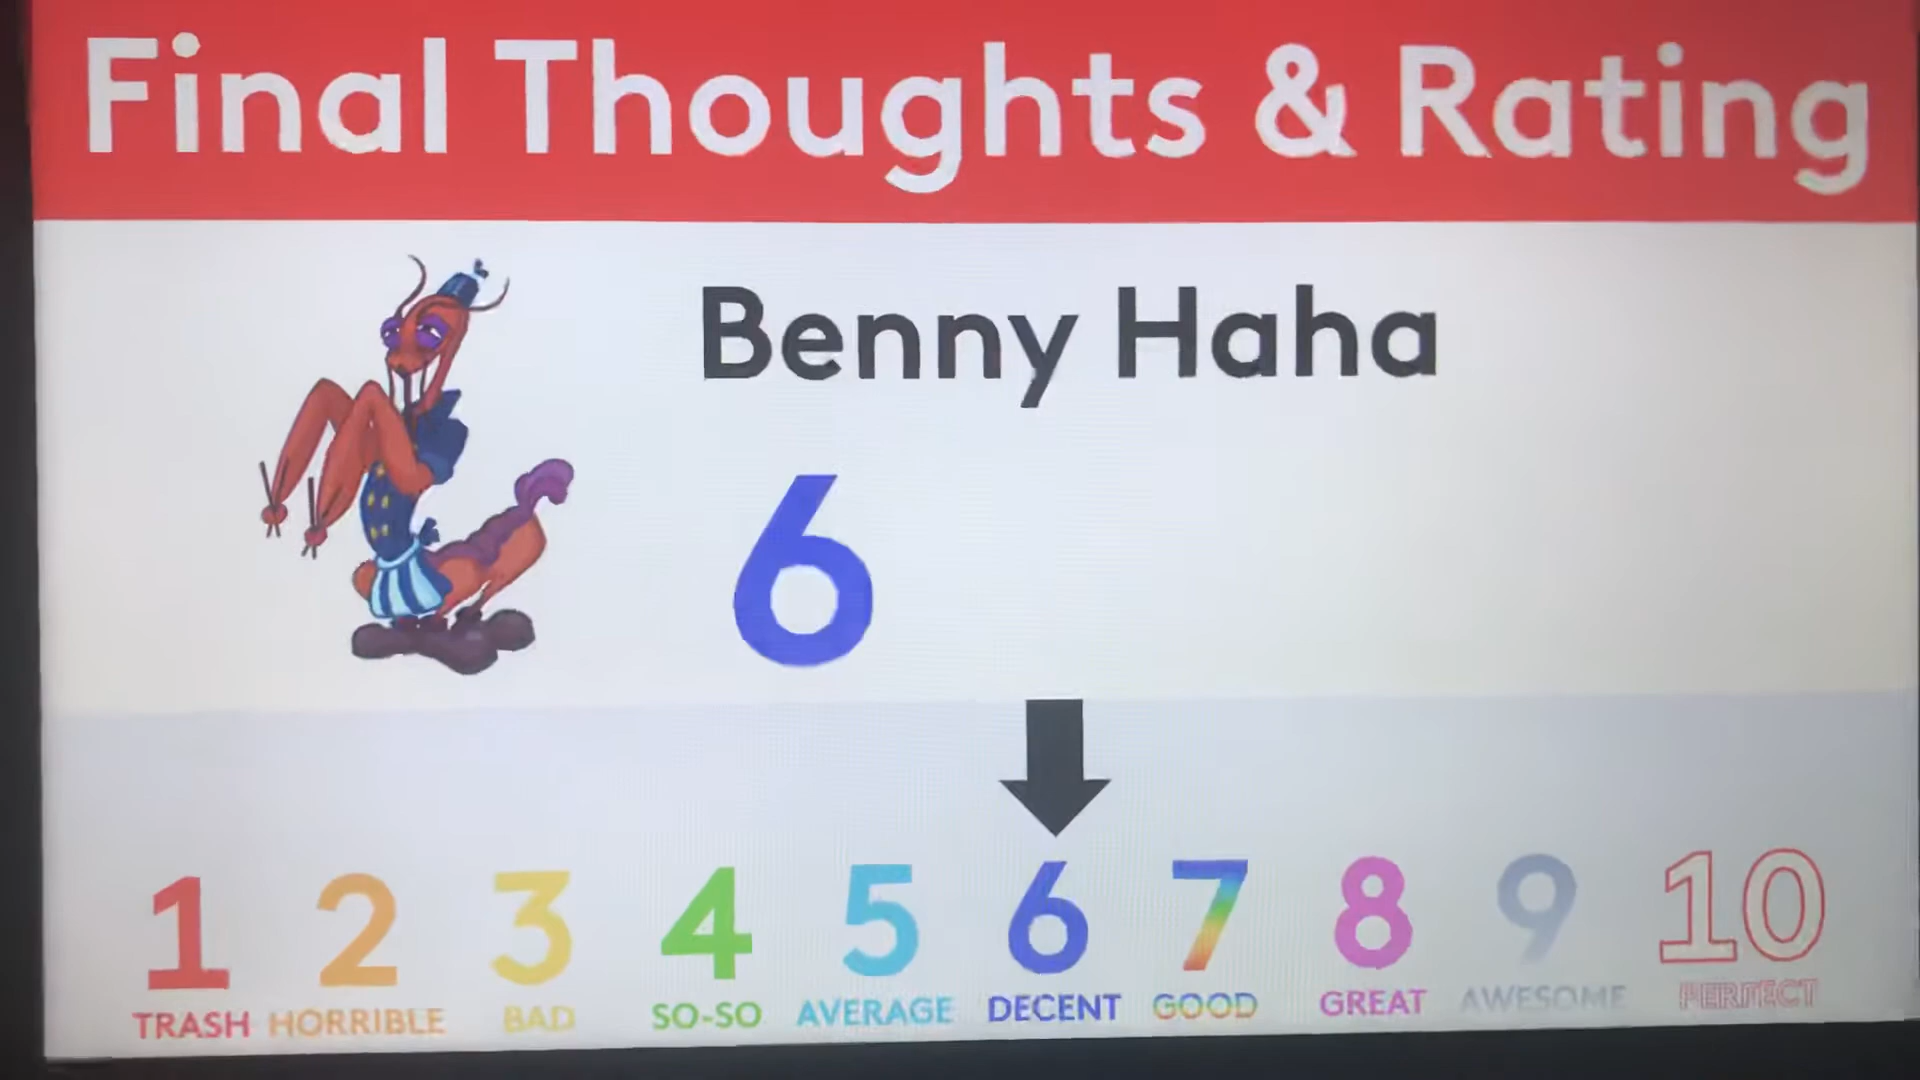 Final Thoughts & Rating
Benny Haha
6
1 2 3 4 5 6 7 8 9 10
TRASH HORRIBLE BAD SO-SO AVERAGE DECENT GOOD GREAT AWESOME PERFECT